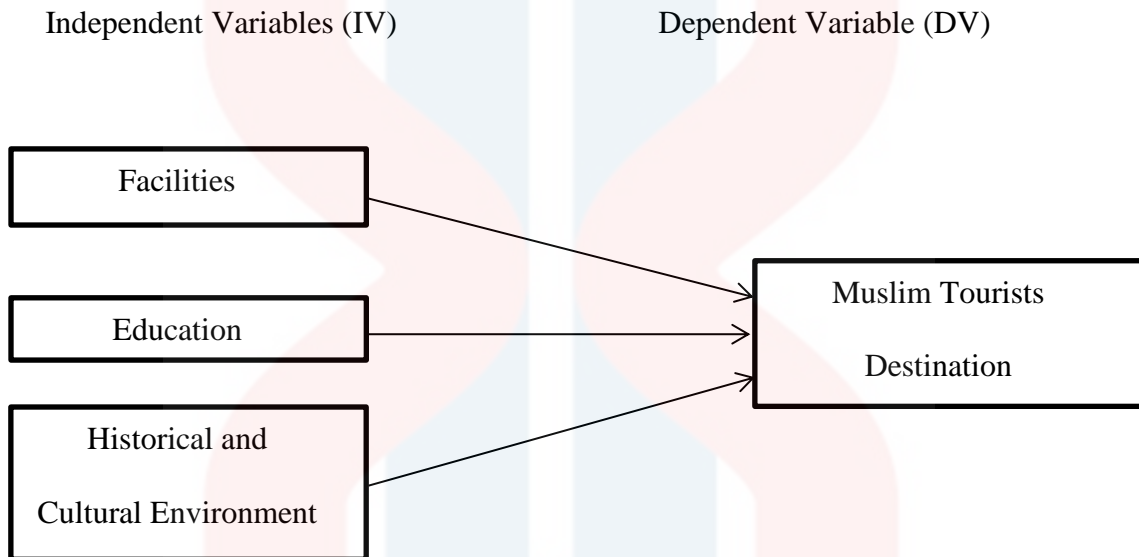 Independent Variables (IV)
Dependent Variable (DV)
Facilities
Education
Historical and
Cultural Environment
Muslim Tourists
Destination